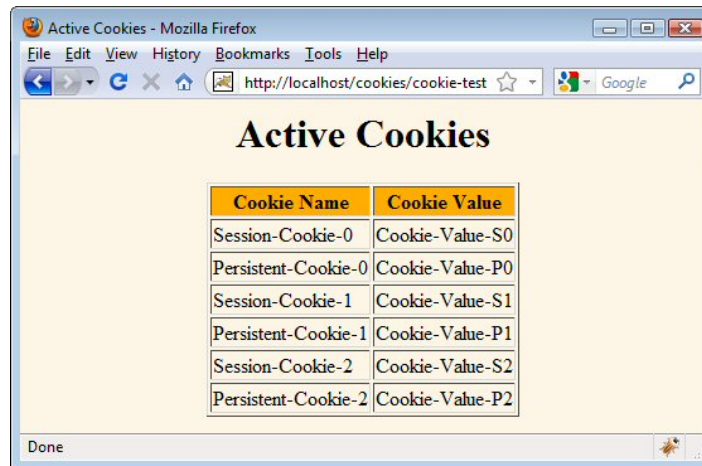 Active Cookies - Mozilla Firefox
File Edit View History Bookmarks Tools Help
http://localhost/cookies/cookie-test Google
Active Cookies
Cookie Name Cookie Value
Session-Cookie-0 Cookie-Value-S0
Persistent-Cookie-0 Cookie-Value-P0
Session-Cookie-1 Cookie-Value-S1
Persistent-Cookie-1 Cookie-Value-P1
Session-Cookie-2 Cookie-Value-S2
Persistent-Cookie-2 Cookie-Value-P2
Done